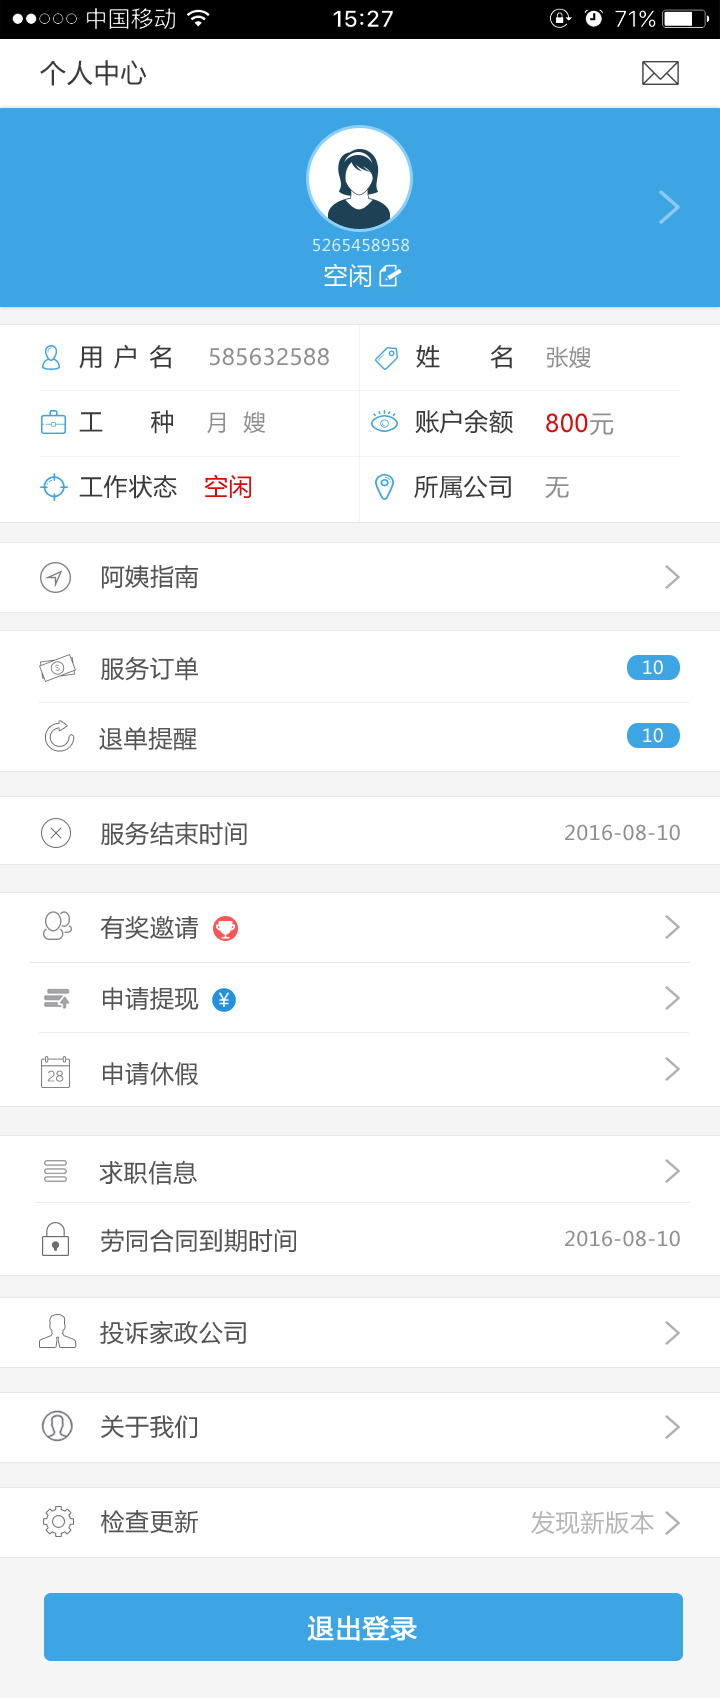 中国移动 15:27 71%
个人中心
5265458958
空闲
用户名 585632588 姓名 张嫂
工种 月嫂 账户余额 800元
工作状态 空闲 所属公司 无
阿姨指南
服务订单 10
退单提醒 10
服务结束时间 2016-08-10
有奖邀请
申请提现 ¥
28 申请休假
求职信息
劳同合同到期时间 2016-08-10
投诉家政公司
关于我们
检查更新 发现新版本
退出登录